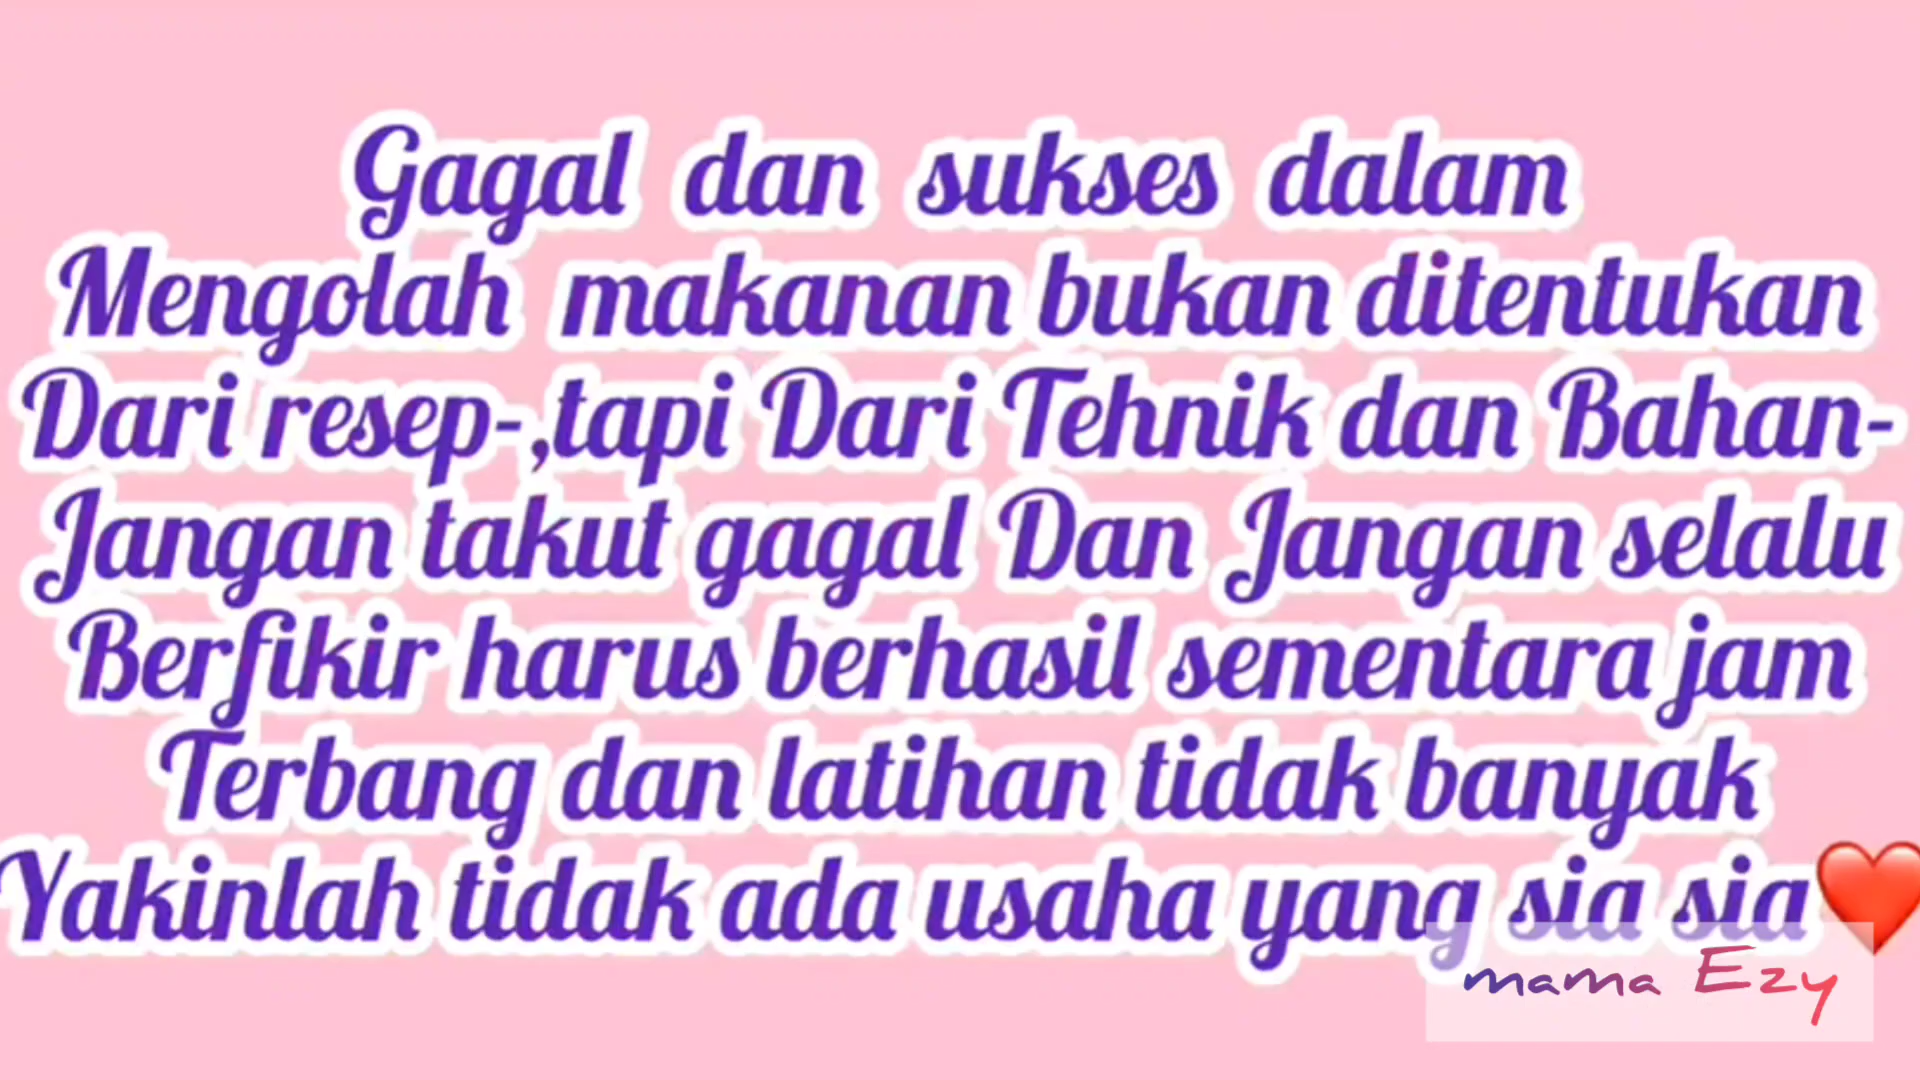 Gagal dan sukses dalam
Mengolah makanan bukan ditentukan
Dari resep-,tapi Dari Tehnik dan Bahan-
Jangan takut gagal Dan Jangan selalu
Berfikir harus berhasil sementara jam
Terbang dan latihan tidak banyak
Yakinlah tidak ada usaha yang sia sia❤️
mama Ezy